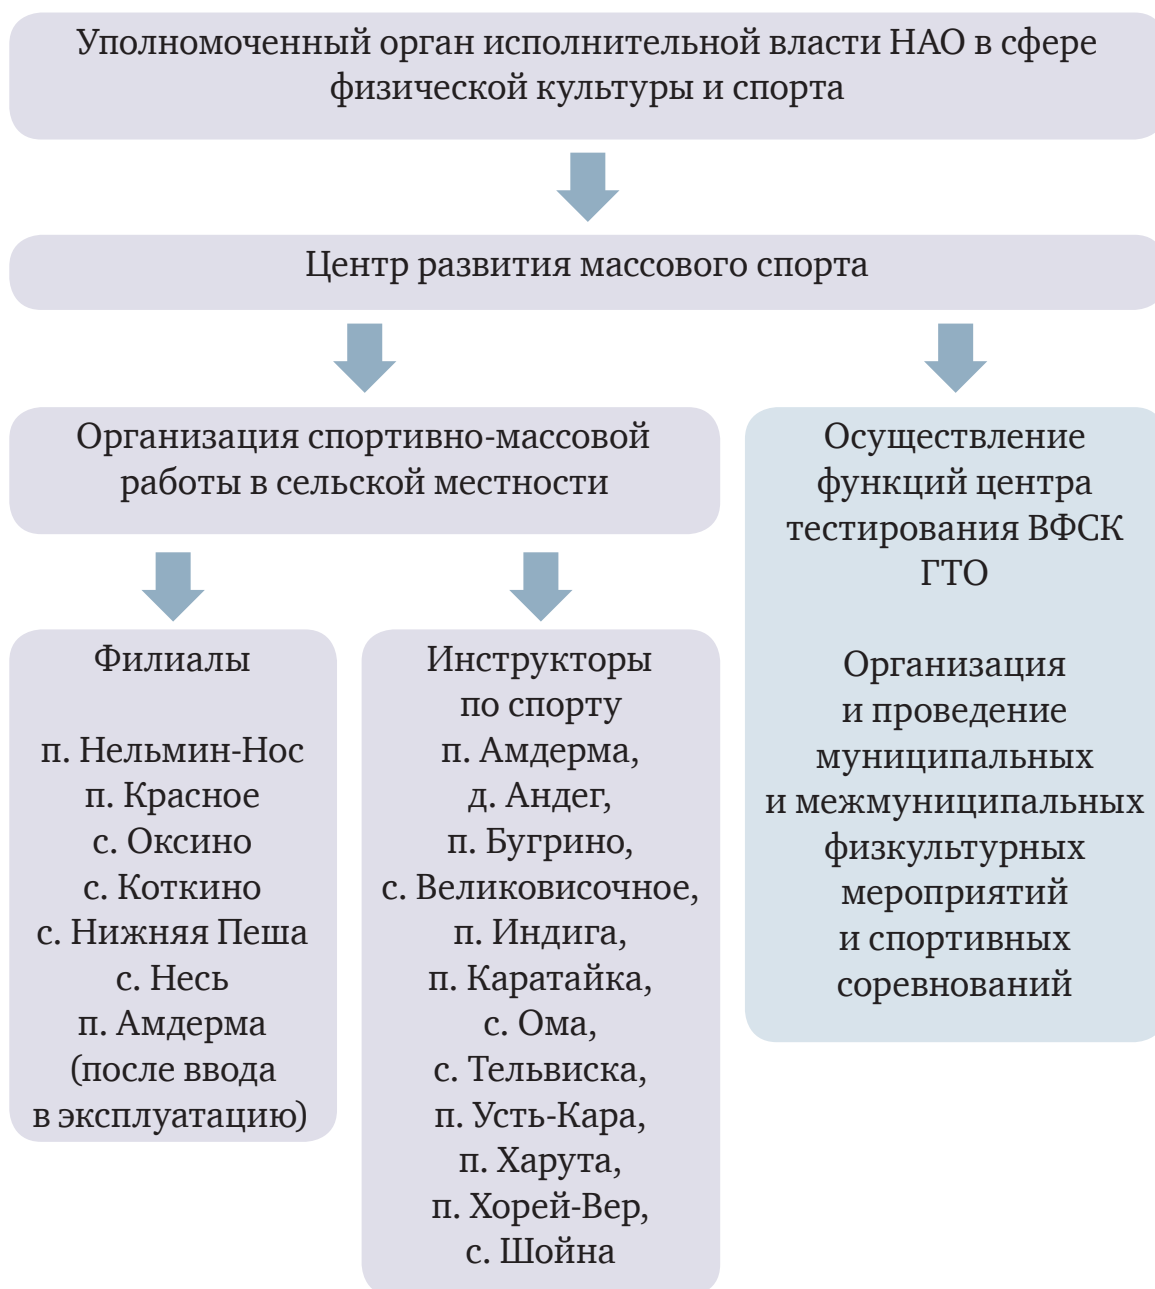 Уполномоченный орган исполнительной власти НАО в сфере
физической культуры и спорта
Центр развития массового спорта
Организация спортивно-массовой
работы в сельской местности
Филиалы
п. Нельмин-Нос
п. Красное
с. Оксино
с. Коткино
с. Нижняя Пеша
с. Несь
п. Амдерма
(после ввода
в эксплуатацию)
Инструкторы
по спорту
п. Амдерма,
д. Андег,
п. Бугрино,
с. Великовисочное,
п. Индига,
п. Каратайка,
с. Ома,
с. Тельвиска,
п. Усть-Кара,
п. Харута,
п. Хорей-Вер,
с. Шойна
Осуществление
функций центра
тестирования ВФСК
ГТО
Организация
и проведение
муниципальных
и межмуниципальных
физкультурных
мероприятий
и спортивных
соревнований